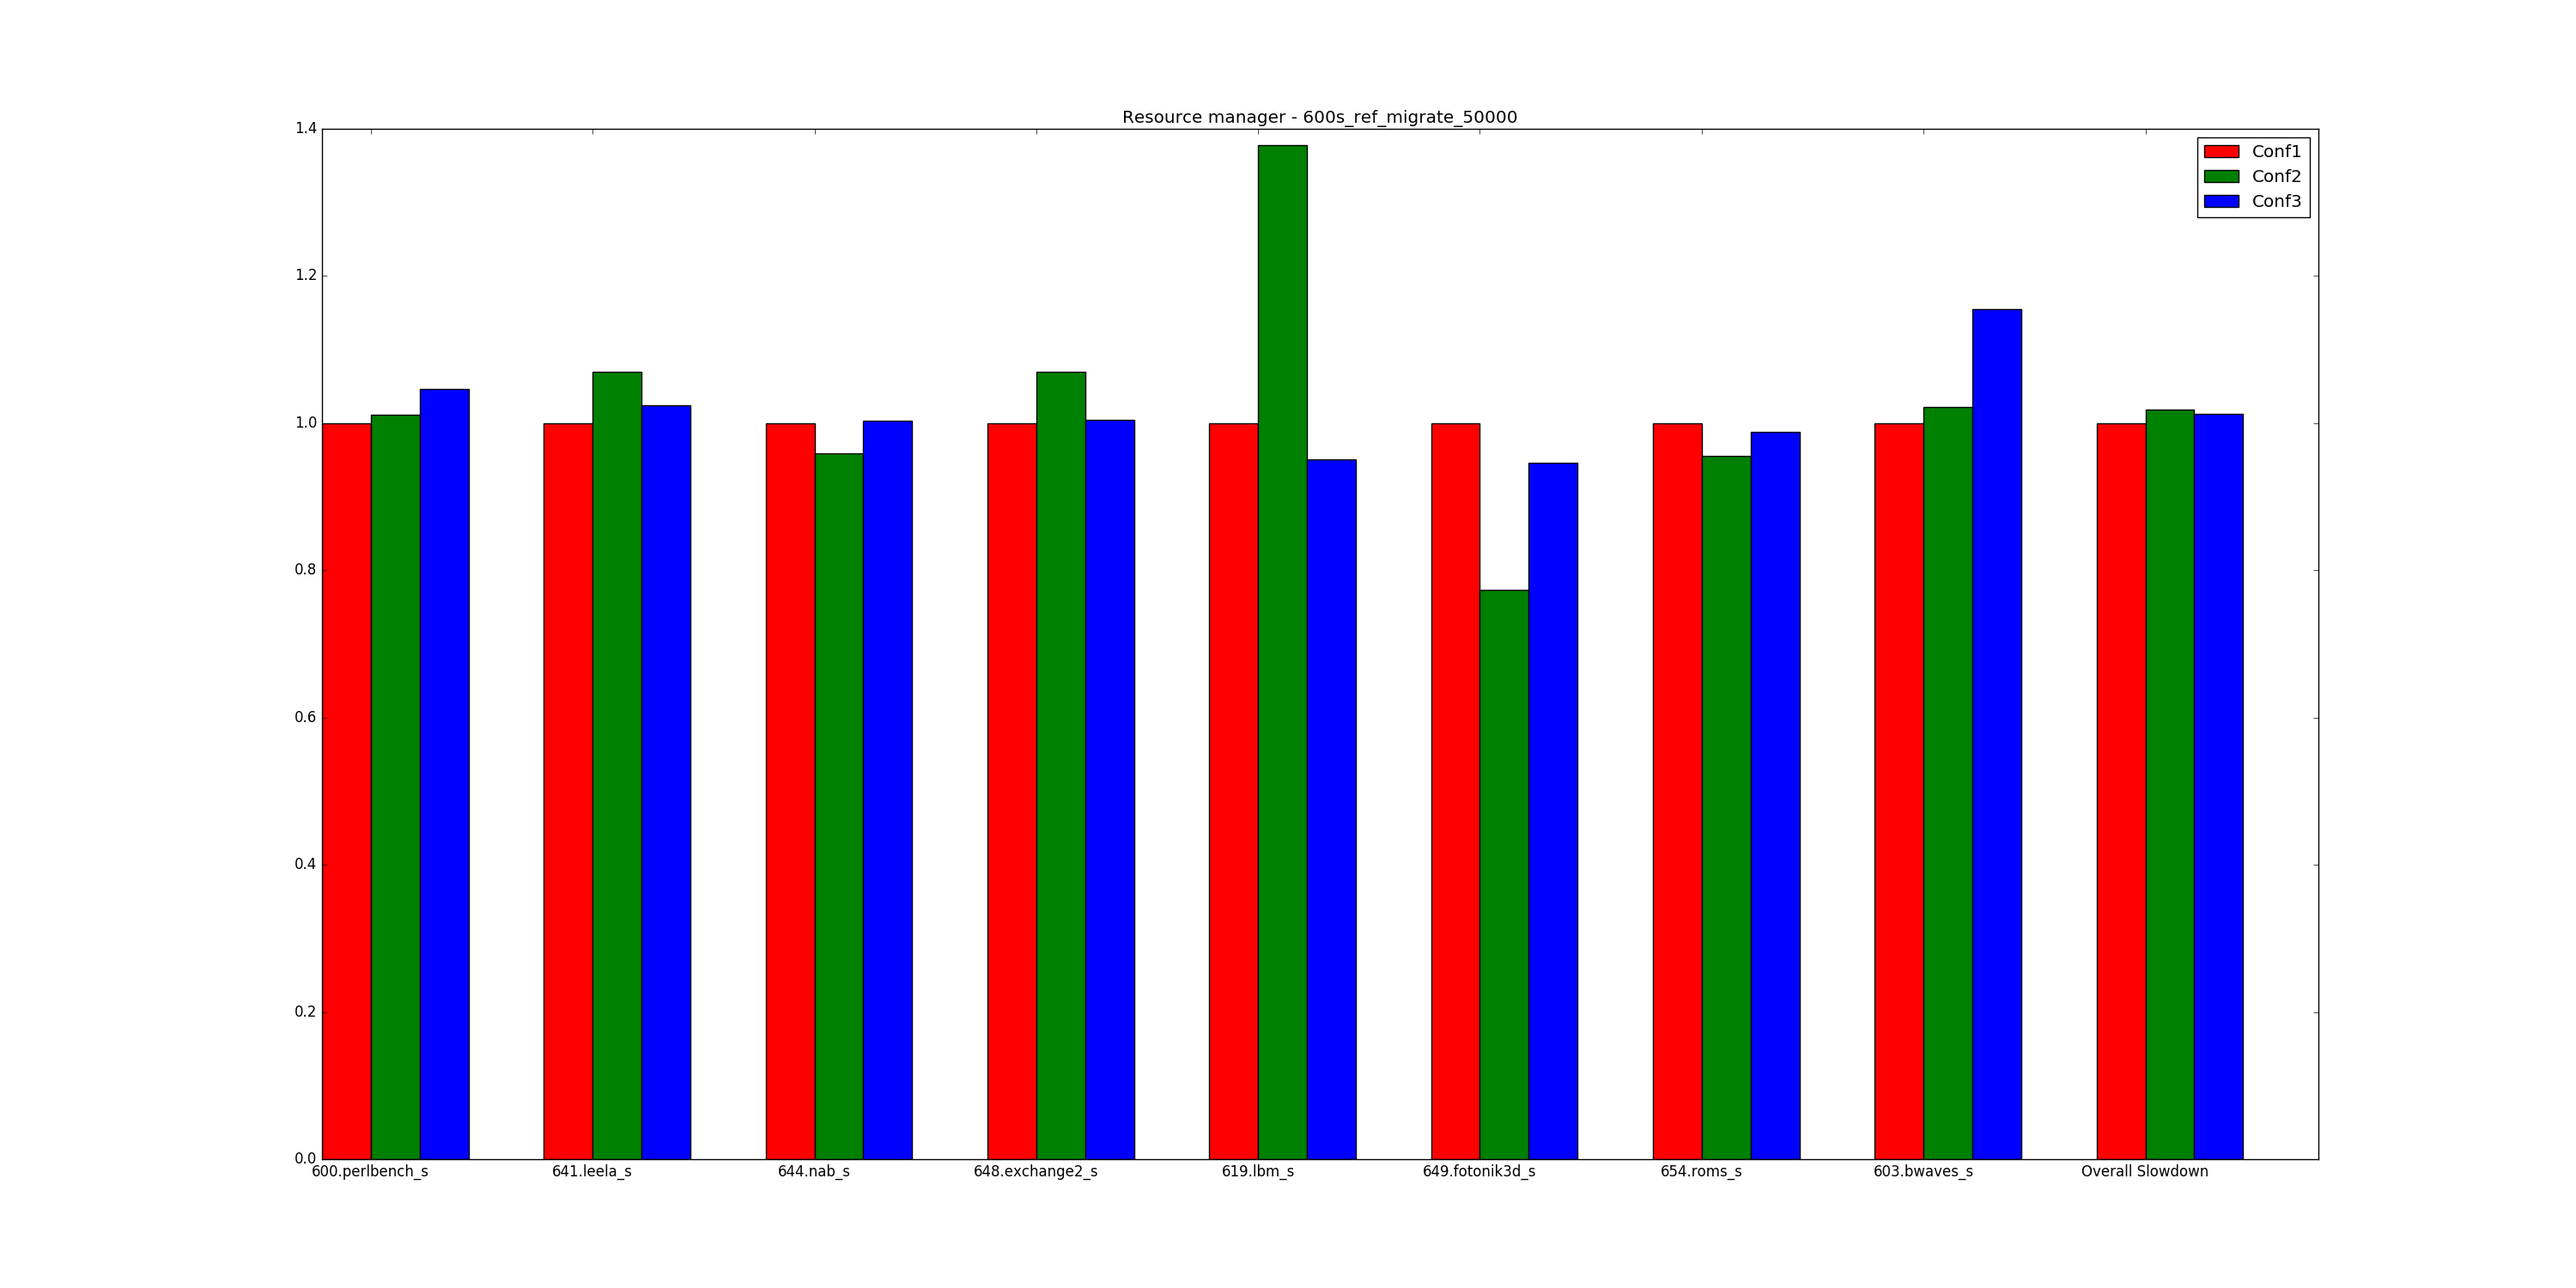 Resource manager - 600s_ref_migrate_50000
1.4
1.2
1.0
0.8
0.6
0.4
0.2
0.0
Conf1
Conf2
Conf3
600.perlbench_s 641.leela_s 644.nab_s 648.exchange2_s 619.lbm_s 649.fotonik3d_s 654.roms_s 603.bwaves_s Overall Slowdown